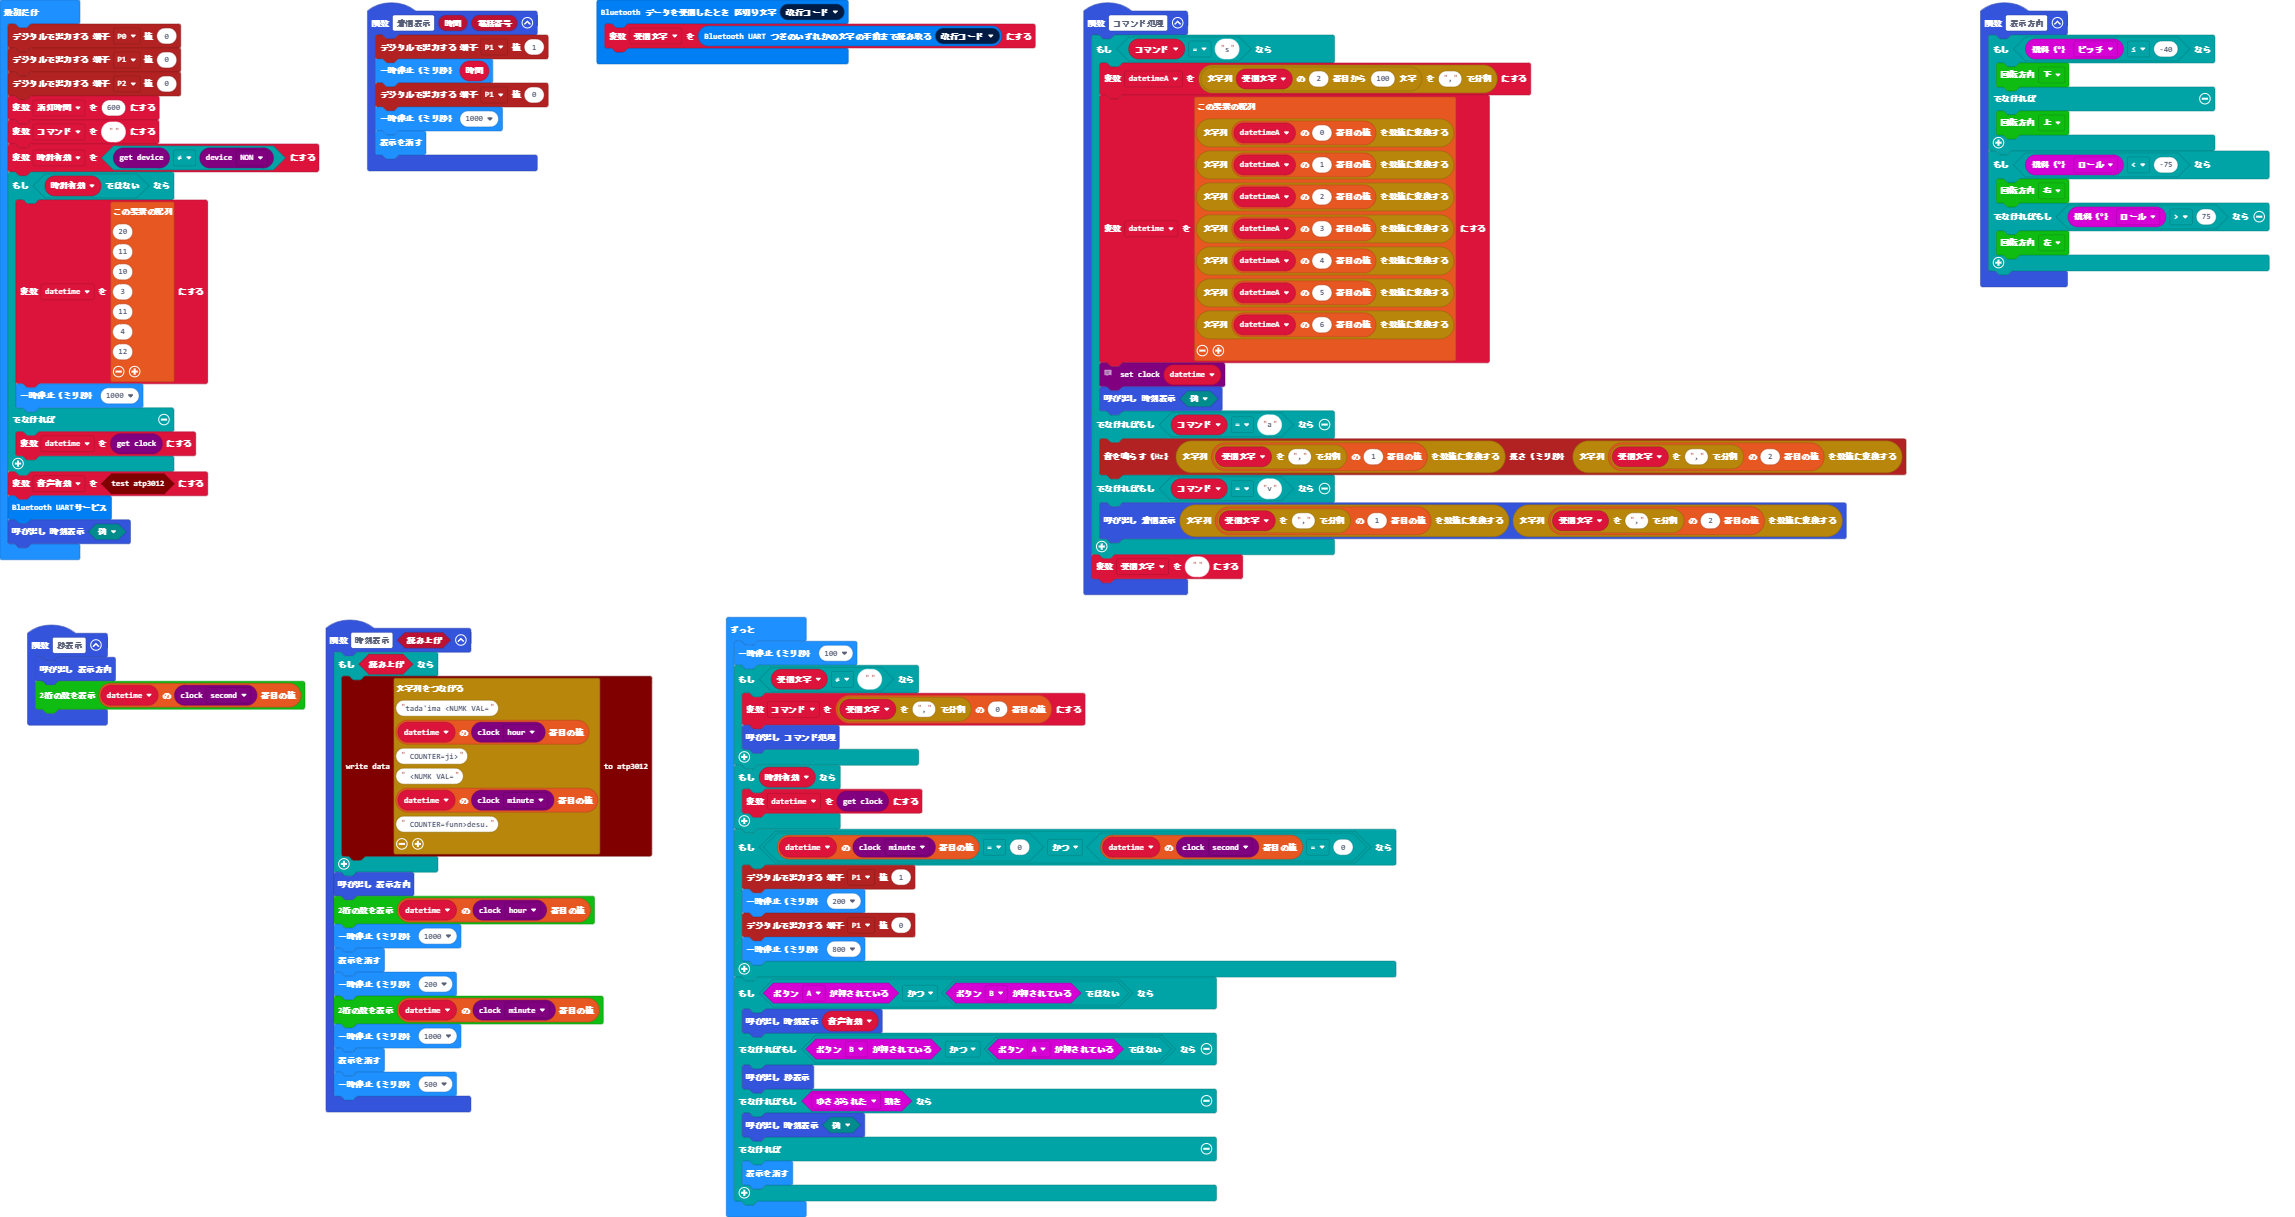 最初だけ
デジタルで出力する 端子 P0 値 0
デジタルで出力する 端子 P1 値 0
デジタルで出力する 端子 P2 値 0
変数 消灯時間 を 600 にする
変数 コマンド を "" にする
変数 時計有効 を get device ≠ device NON にする
もし 時計有効 ではない なら
この要素の配列
20
11
10
変数 datetime を 3 にする
11
4
12
一時停止 (ミリ秒) 1000
でなければ
変数 datetime を get clock にする
変数 音声有効 を test atp3012 にする
Bluetooth UARTサービス
呼び出し 時刻表示 偽
関数 着信表示 時間 電話番号
デジタルで出力する 端子 P1 値 1
一時停止 (ミリ秒) 時間
デジタルで出力する 端子 P1 値 0
一時停止 (ミリ秒) 1000
表示を消す
Bluetooth データを受信したとき 区切り文字 改行コード
変数 受信文字 を Bluetooth UART つぎのいずれかの文字の手前まで読み取る 改行コード にする
関数 コマンド処理
もし コマンド = "s" なら
変数 datetimeA を 文字列 受信文字 の 2 番目から 100 文字 を "," で分割 にする
この要素の配列
文字列 datetimeA の 0 番目の値 を数値に変換する
文字列 datetimeA の 1 番目の値 を数値に変換する
文字列 datetimeA の 2 番目の値 を数値に変換する
変数 datetime を 文字列 datetimeA の 3 番目の値 を数値に変換する にする
文字列 datetimeA の 4 番目の値 を数値に変換する
文字列 datetimeA の 5 番目の値 を数値に変換する
文字列 datetimeA の 6 番目の値 を数値に変換する
set clock datetime
呼び出し 時刻表示 偽
でなければもし コマンド = "a" なら
音を鳴らす (Hz) 文字列 受信文字 を "," で分割 の 1 番目の値 を数値に変換する 長さ (ミリ秒) 文字列 受信文字 を "," で分割 の 2 番目の値 を数値に変換する
でなければもし コマンド = "v" なら
呼び出し 着信表示 文字列 受信文字 を "," で分割 の 1 番目の値 を数値に変換する 文字列 受信文字 を "," で分割 の 2 番目の値 を数値に変換する
変数 受信文字 を "" にする
関数 表示方向
もし 傾斜 (°) ピッチ ≤ -40 なら
回転方向 下
でなければ
回転方向 上
もし 傾斜 (°) ロール < -75 なら
回転方向 右
でなければもし 傾斜 (°) ロール > 75 なら
回転方向 左
関数 秒表示
呼び出し 表示方向
2桁の数を表示 datetime の clock second 番目の値
関数 時刻表示 読み上げ
もし 読み上げ なら
文字列をつなげる
"tada'ima <NUMK VAL="
datetime の clock hour 番目の値
" COUNTER=ji>"
write data to atp3012
" <NUMK VAL="
datetime の clock minute 番目の値
" COUNTER=funn>desu."
呼び出し 表示方向
2桁の数を表示 datetime の clock hour 番目の値
一時停止 (ミリ秒) 1000
表示を消す
一時停止 (ミリ秒) 200
2桁の数を表示 datetime の clock minute 番目の値
一時停止 (ミリ秒) 1000
表示を消す
一時停止 (ミリ秒) 500
ずっと
一時停止 (ミリ秒) 100
もし 受信文字 ≠ "" なら
変数 コマンド を 受信文字 を "," で分割 の 0 番目の値 にする
呼び出し コマンド処理
もし 時計有効 なら
変数 datetime を get clock にする
もし datetime の clock minute 番目の値 = 0 かつ datetime の clock second 番目の値 = 0 なら
デジタルで出力する 端子 P1 値 1
一時停止 (ミリ秒) 200
デジタルで出力する 端子 P1 値 0
一時停止 (ミリ秒) 800
もし ボタン A が押されている かつ ボタン B が押されている ではない なら
呼び出し 時刻表示 音声有効
でなければもし ボタン B が押されている かつ ボタン A が押されている ではない なら
呼び出し 秒表示
でなければもし ゆさぶられた 動き なら
呼び出し 時刻表示 偽
でなければ
表示を消す